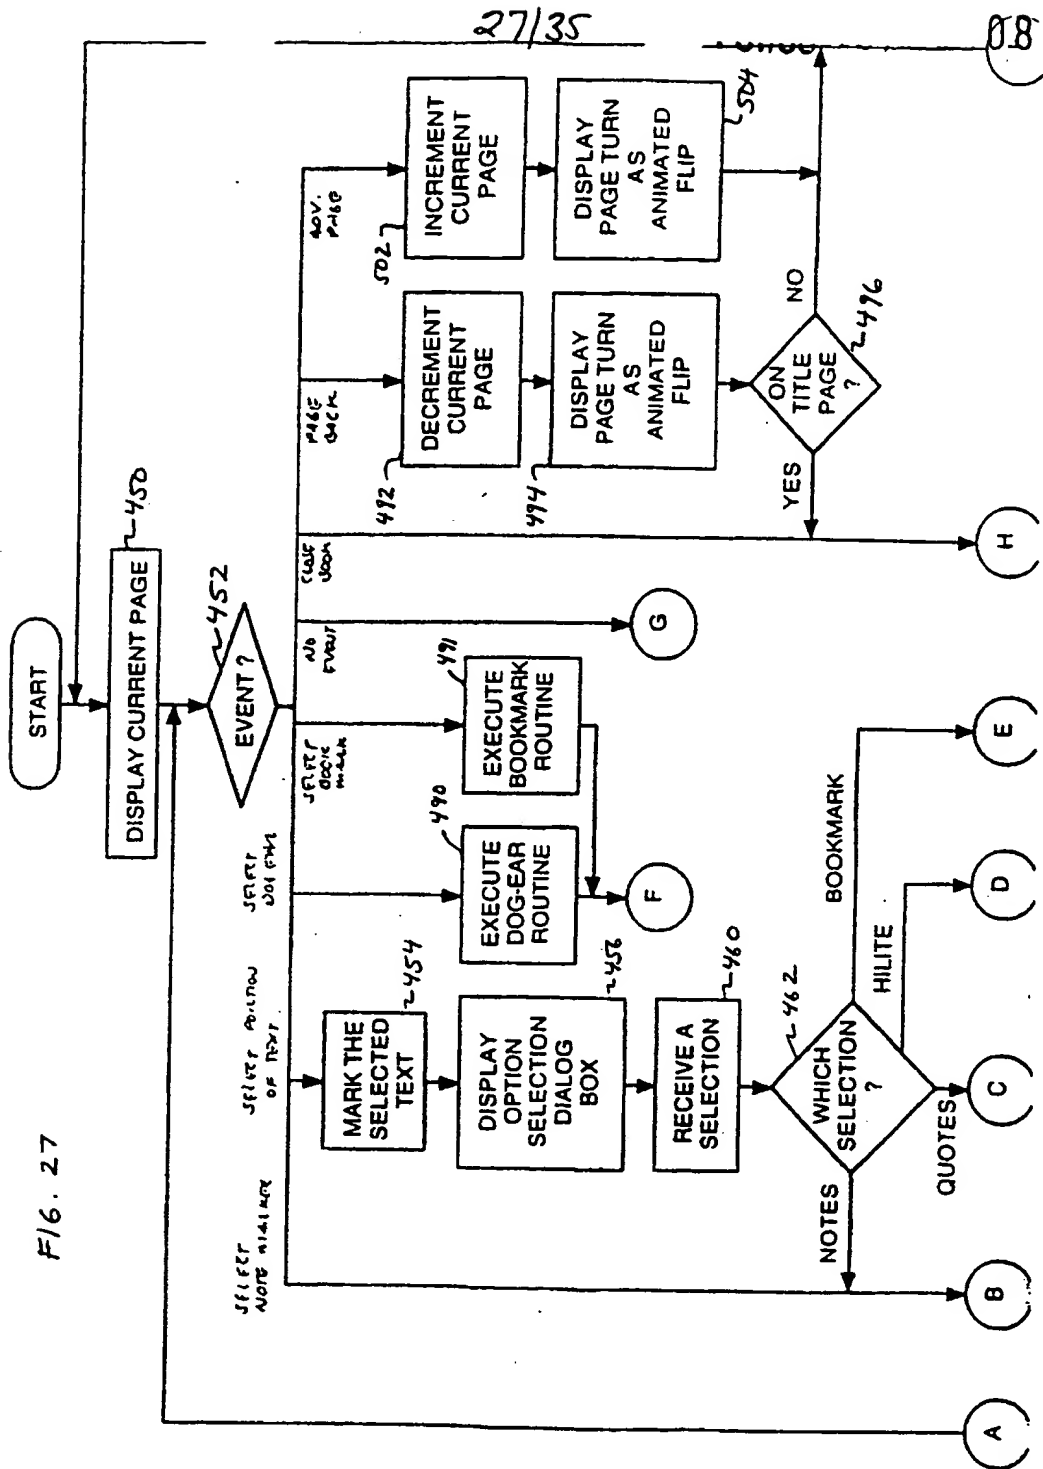 27/35
FIG. 27
START
DISPLAY CURRENT PAGE
450
EVENT ?
452
SELECT
NOTE MARKER
SELECT PORTION
OF TEXT
SELECT
DOG EAR
SELECT
BOOK
MARK
NO
EVENT
CLOSE
BOOK
PAGE
BACK
ADV.
PAGE
MARK THE
SELECTED
TEXT
454
DISPLAY
OPTION
SELECTION
DIALOG
BOX
456
RECEIVE A
SELECTION
460
WHICH
SELECTION
?
462
NOTES
QUOTES
HILITE
BOOKMARK
EXECUTE
DOG-EAR
ROUTINE
490
EXECUTE
BOOKMARK
ROUTINE
491
DECREMENT
CURRENT
PAGE
492
DISPLAY
PAGE TURN
AS
ANIMATED
FLIP
494
ON
TITLE
PAGE
?
496
YES
NO
INCREMENT
CURRENT
PAGE
502
DISPLAY
PAGE TURN
AS
ANIMATED
FLIP
504
A
B
C
D
E
F
G
H